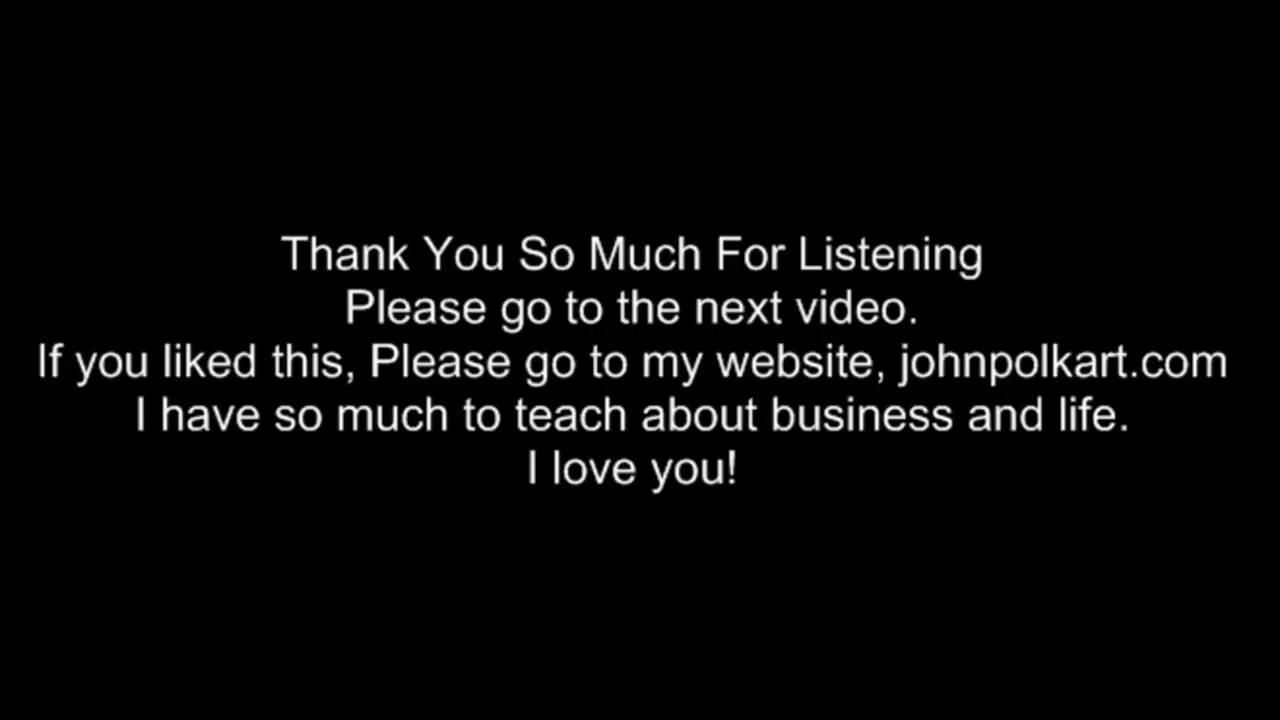 Thank You So Much For Listening
Please go to the next video.
If you liked this, Please go to my website, johnpolkart.com
I have so much to teach about business and life.
I love you!